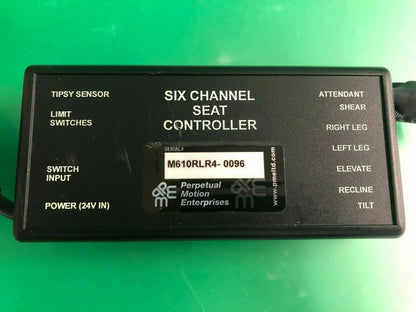 TIPSY SENSOR
LIMIT
SWITCHES
SWITCH
INPUT
POWER (24V IN)
SIX CHANNEL
SEAT
CONTROLLER
SERIAL#
M610RLR4- 0096
PME
Perpetual
Motion
Enterprises
www.pmeltd.com
ATTENDANT
SHEAR
RIGHT LEG
LEFT LEG
ELEVATE
RECLINE
TILT